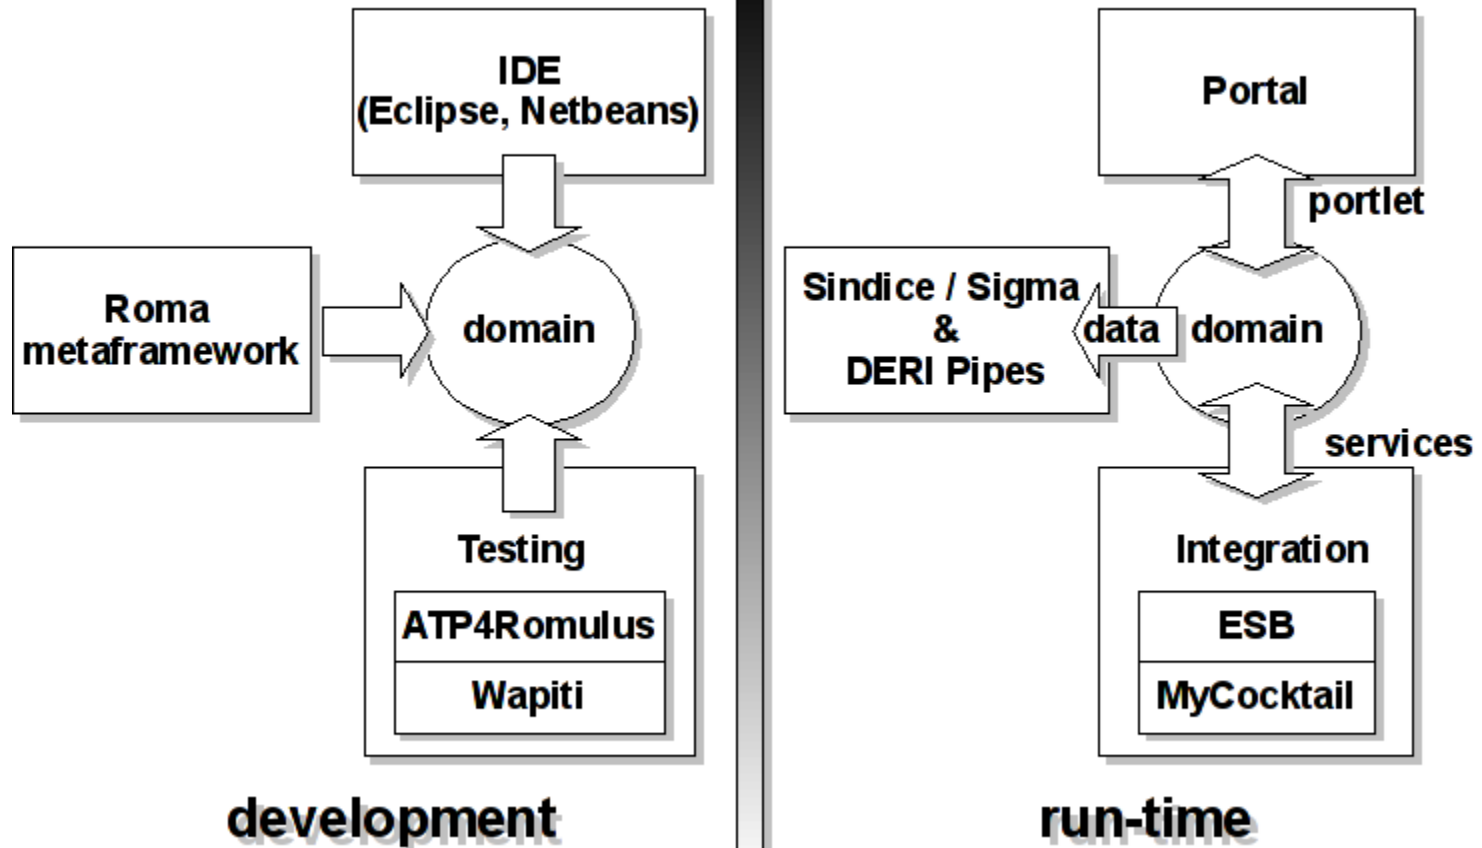 IDE
(Eclipse, Netbeans)
Roma
metaframework
domain
Testing
ATP4Romulus
Wapiti
development
Portal
portlet
Sindice / Sigma
&
DERI Pipes
data
domain
services
Integration
ESB
MyCocktail
run-time